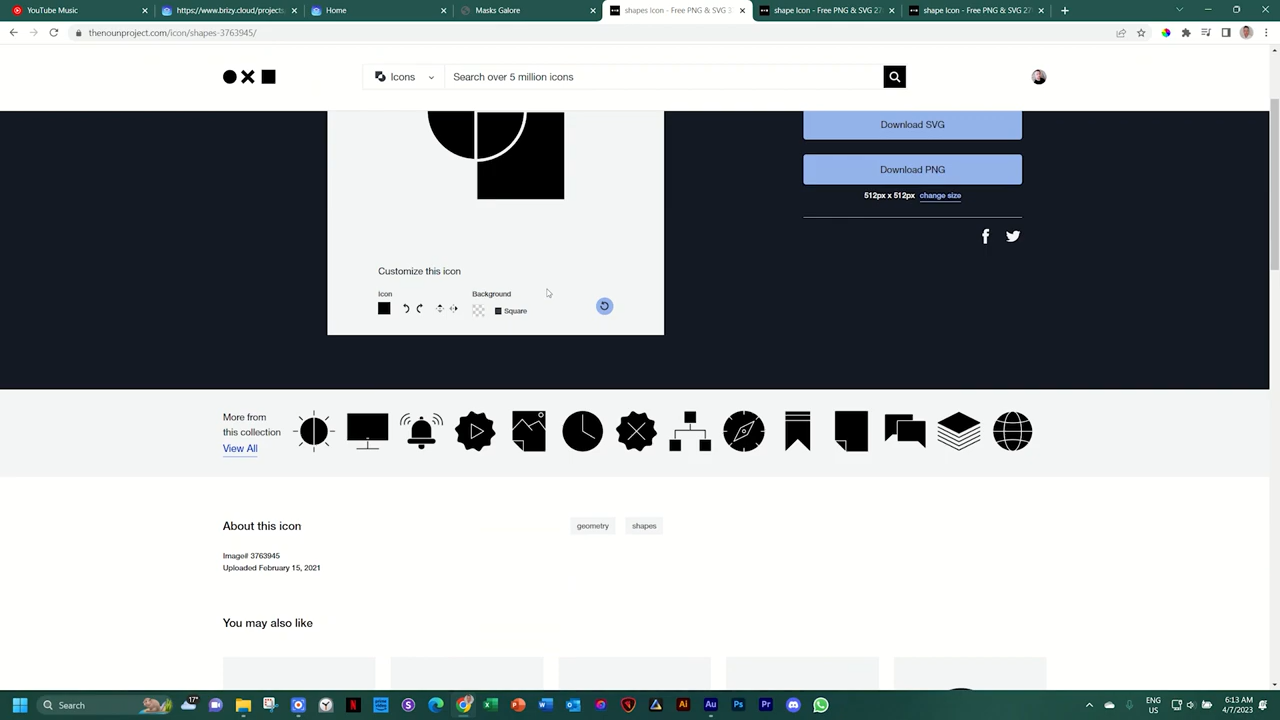 YouTube Music
https://www.brizy.cloud/projects
Home
Masks Galore
shapes Icon - Free PNG & SVG 3
shape Icon - Free PNG & SVG 27
shape Icon - Free PNG & SVG 27
thenounproject.com/icon/shapes-3763945/
Icons
Search over 5 million icons
Download SVG
Download PNG
512px x 512px change size
Customize this icon
Icon
Background
Square
More from
this collection
View All
About this icon
geometry
shapes
Image# 3763945
Uploaded February 15, 2021
You may also like
Search
17°
ENG
US
6:13 AM
4/7/2023